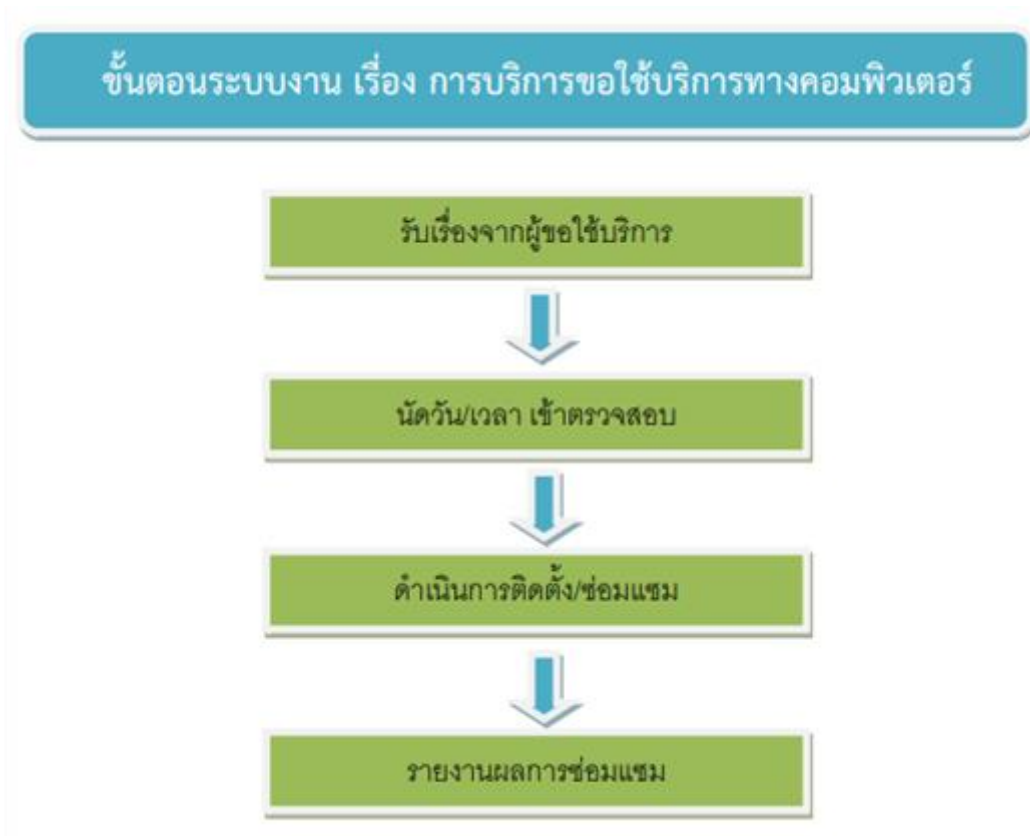 ขั้นตอนระบบงาน เรื่อง การบริการขอใช้บริการทางคอมพิวเตอร์
รับเรื่องจากผู้ขอใช้บริการ
นัดวัน/เวลา เข้าตรวจสอบ
ดำเนินการติดตั้ง/ซ่อมแซม
รายงานผลการซ่อมแซม